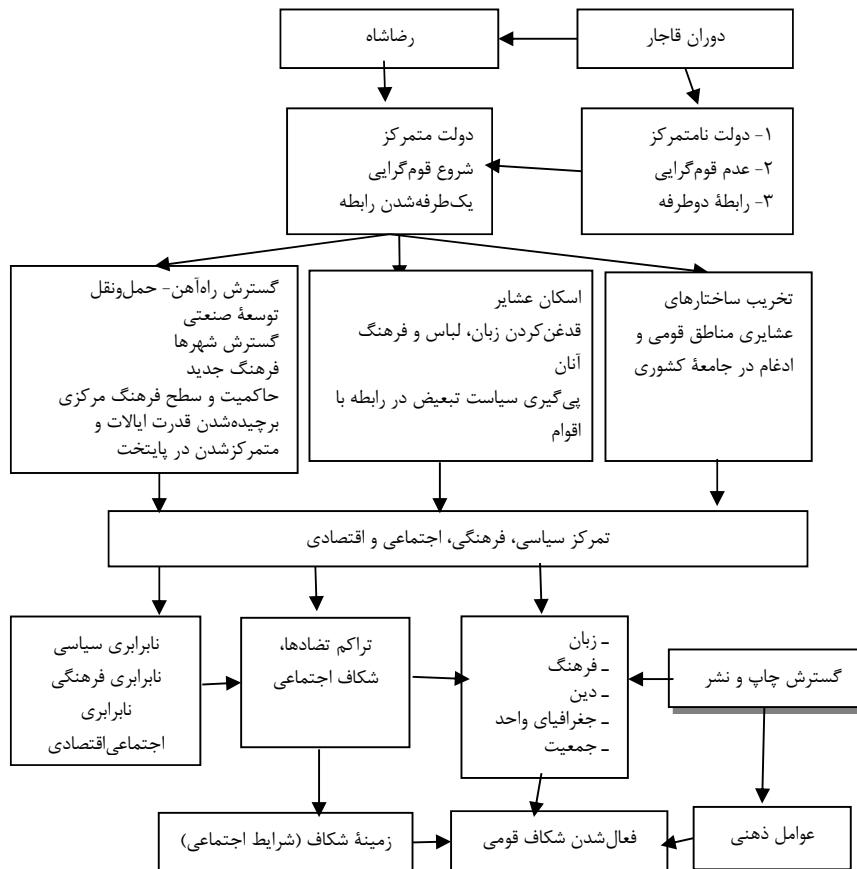 دوران قاجار
رضاشاه
۱- دولت نامتمرکز
۲- عدم قوم‌گرایی
۳- رابطهٔ دوطرفه
دولت متمرکز
شروع قوم‌گرایی
یک‌طرفه‌شدن رابطه
تخریب ساختارهای
عشایری مناطق قومی و
ادغام در جامعهٔ کشوری
اسکان عشایر
قدغن‌کردن زبان، لباس و فرهنگ
آنان
پی‌گیری سیاست تبعیض در رابطه با
اقوام
گسترش راه‌آهن- حمل‌ونقل
توسعهٔ صنعتی
گسترش شهرها
فرهنگ جدید
حاکمیت و سطح فرهنگ مرکزی
برچیده‌شدن قدرت ایالات و
متمرکزشدن در پایتخت
تمرکز سیاسی، فرهنگی، اجتماعی و اقتصادی
ـ زبان
ـ فرهنگ
ـ دین
ـ جغرافیای واحد
ـ جمعیت
تراکم تضادها،
شکاف اجتماعی
نابرابری سیاسی
نابرابری فرهنگی
نابرابری
اجتماعی‌اقتصادی
گسترش چاپ و نشر
عوامل ذهنی
فعال‌شدن شکاف قومی
زمینهٔ شکاف (شرایط اجتماعی)